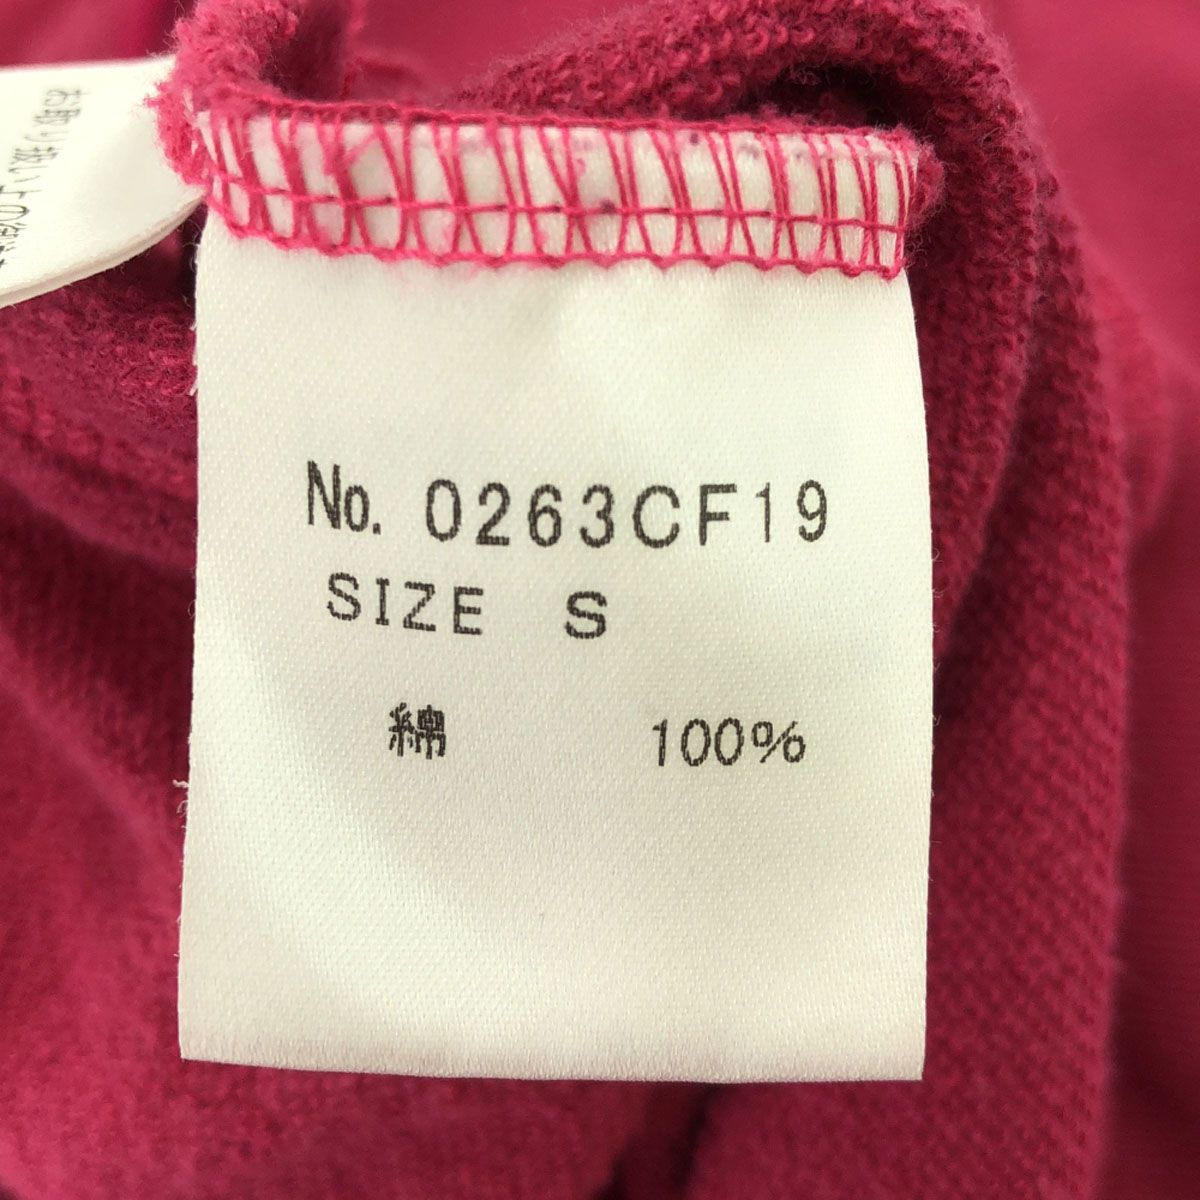 No. 0263CF19
SIZE S
綿 100%